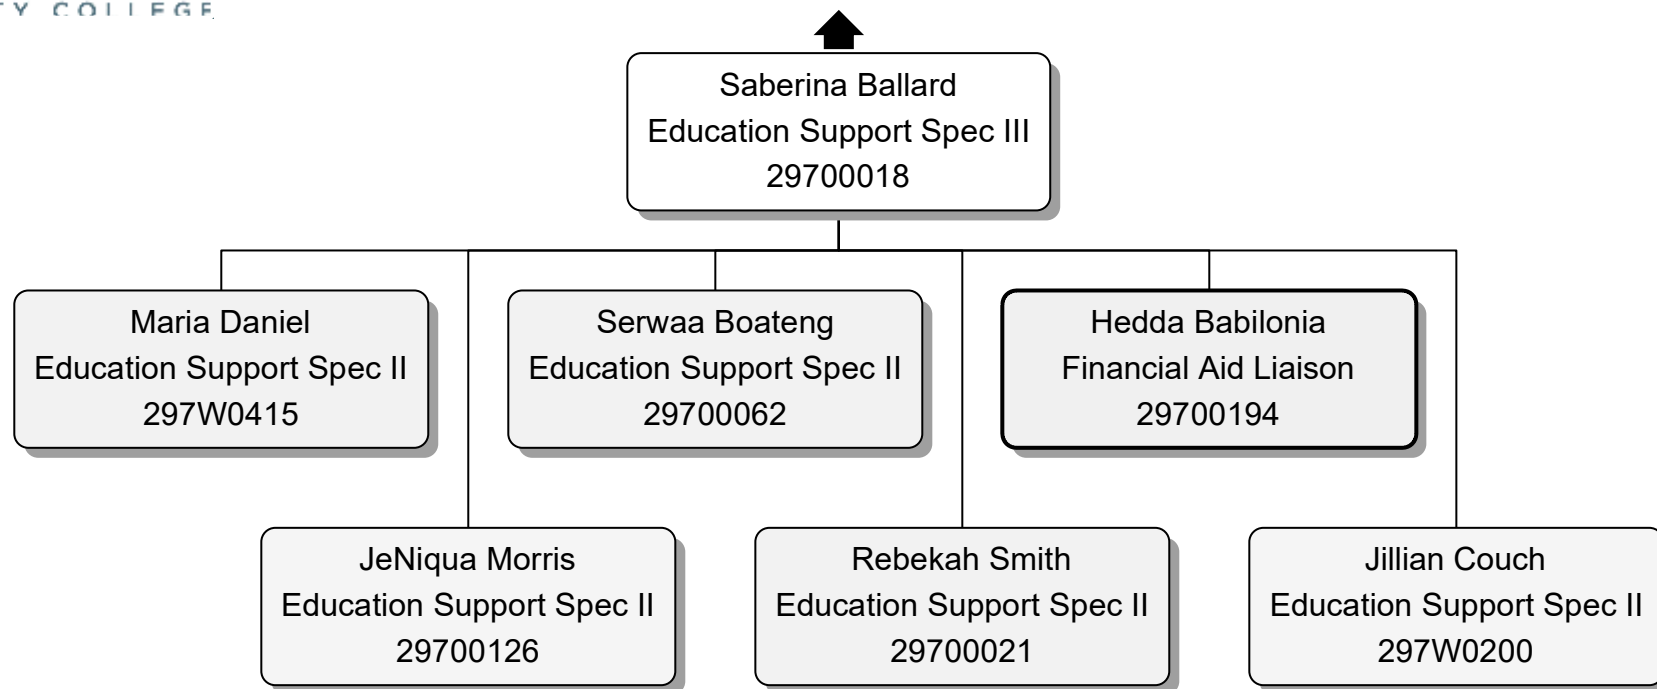 TY COLLEGE
Saberina Ballard
Education Support Spec III
29700018
Maria Daniel
Education Support Spec II
297W0415
Serwaa Boateng
Education Support Spec II
29700062
Hedda Babilonia
Financial Aid Liaison
29700194
JeNiqua Morris
Education Support Spec II
29700126
Rebekah Smith
Education Support Spec II
29700021
Jillian Couch
Education Support Spec II
297W0200